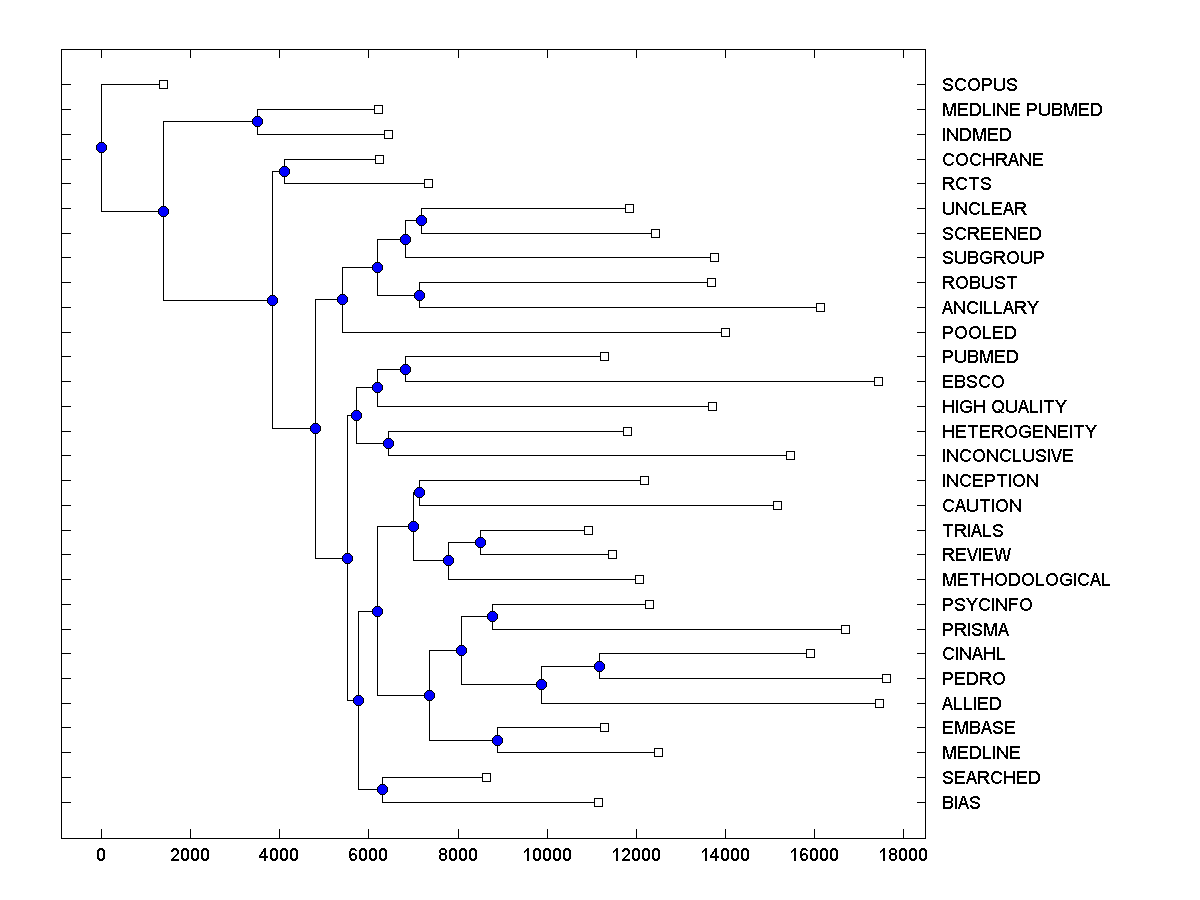 SCOPUS
MEDLINE PUBMED
INDMED
COCHRANE
RCTS
UNCLEAR
SCREENED
SUBGROUP
ROBUST
ANCILLARY
POOLED
PUBMED
EBSCO
HIGH QUALITY
HETEROGENEITY
INCONCLUSIVE
INCEPTION
CAUTION
TRIALS
REVIEW
METHODOLOGICAL
PSYCINFO
PRISMA
CINAHL
PEDRO
ALLIED
EMBASE
MEDLINE
SEARCHED
BIAS
0 2000 4000 6000 8000 10000 12000 14000 16000 18000